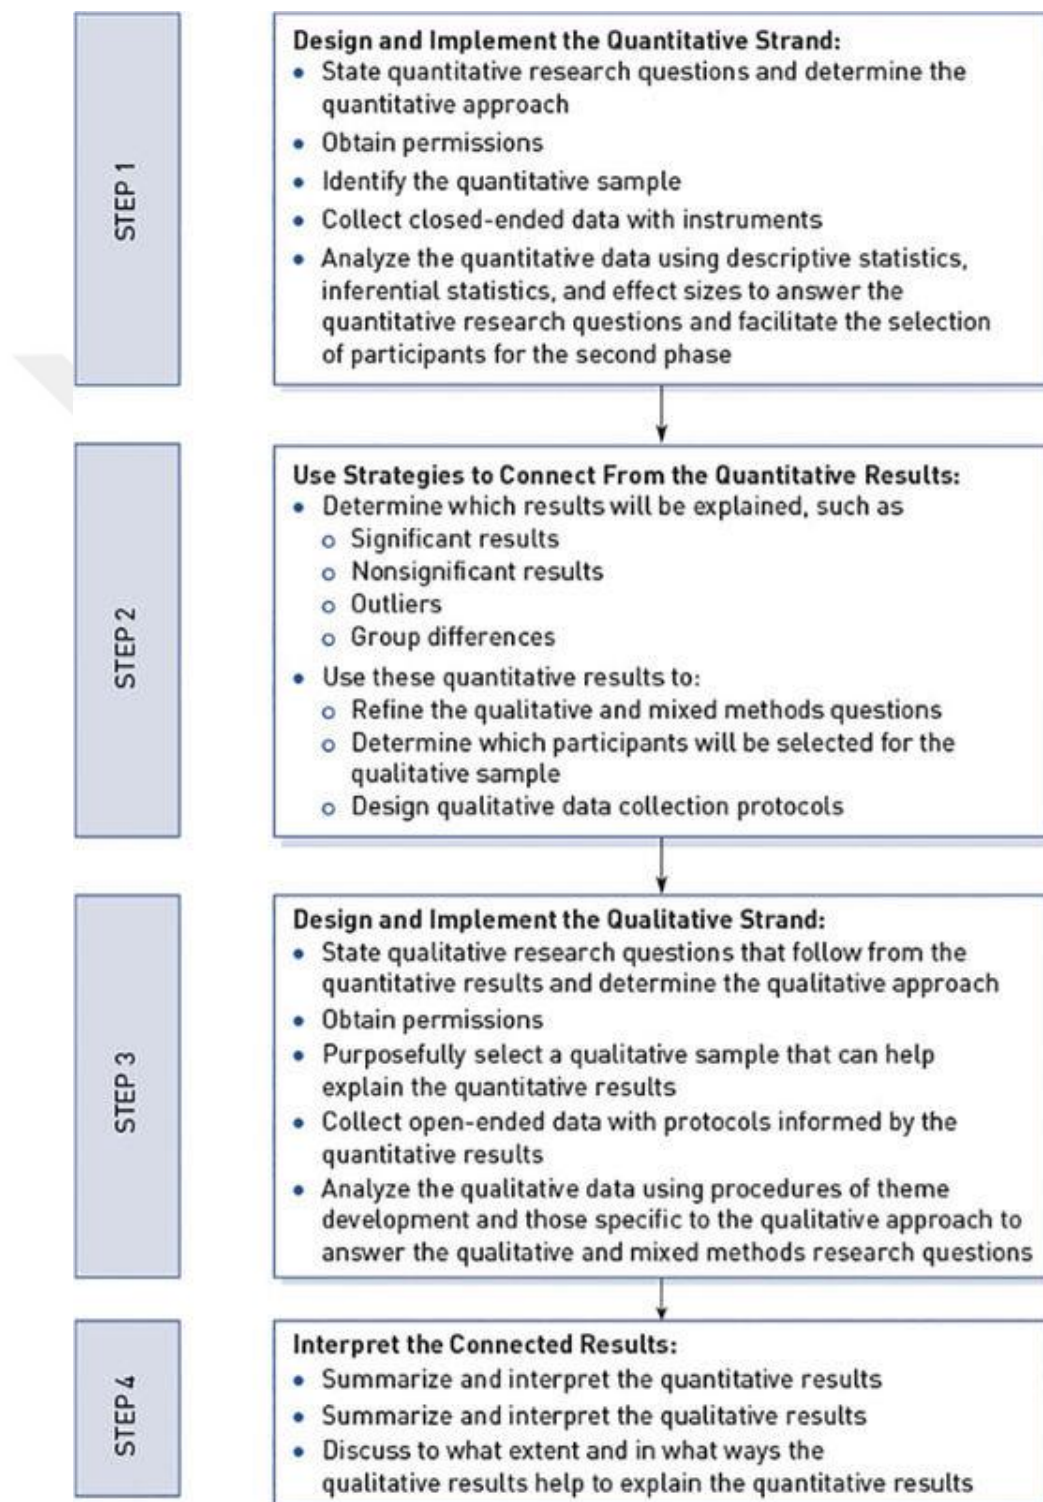 STEP 1
Design and Implement the Quantitative Strand:
• State quantitative research questions and determine the
quantitative approach
• Obtain permissions
• Identify the quantitative sample
• Collect closed-ended data with instruments
• Analyze the quantitative data using descriptive statistics,
inferential statistics, and effect sizes to answer the
quantitative research questions and facilitate the selection
of participants for the second phase
STEP 2
Use Strategies to Connect From the Quantitative Results:
• Determine which results will be explained, such as
o Significant results
o Nonsignificant results
o Outliers
o Group differences
• Use these quantitative results to:
o Refine the qualitative and mixed methods questions
o Determine which participants will be selected for the
qualitative sample
o Design qualitative data collection protocols
STEP 3
Design and Implement the Qualitative Strand:
• State qualitative research questions that follow from the
quantitative results and determine the qualitative approach
• Obtain permissions
• Purposefully select a qualitative sample that can help
explain the quantitative results
• Collect open-ended data with protocols informed by the
quantitative results
• Analyze the qualitative data using procedures of theme
development and those specific to the qualitative approach to
answer the qualitative and mixed methods research questions
STEP 4
Interpret the Connected Results:
• Summarize and interpret the quantitative results
• Summarize and interpret the qualitative results
• Discuss to what extent and in what ways the
qualitative results help to explain the quantitative results